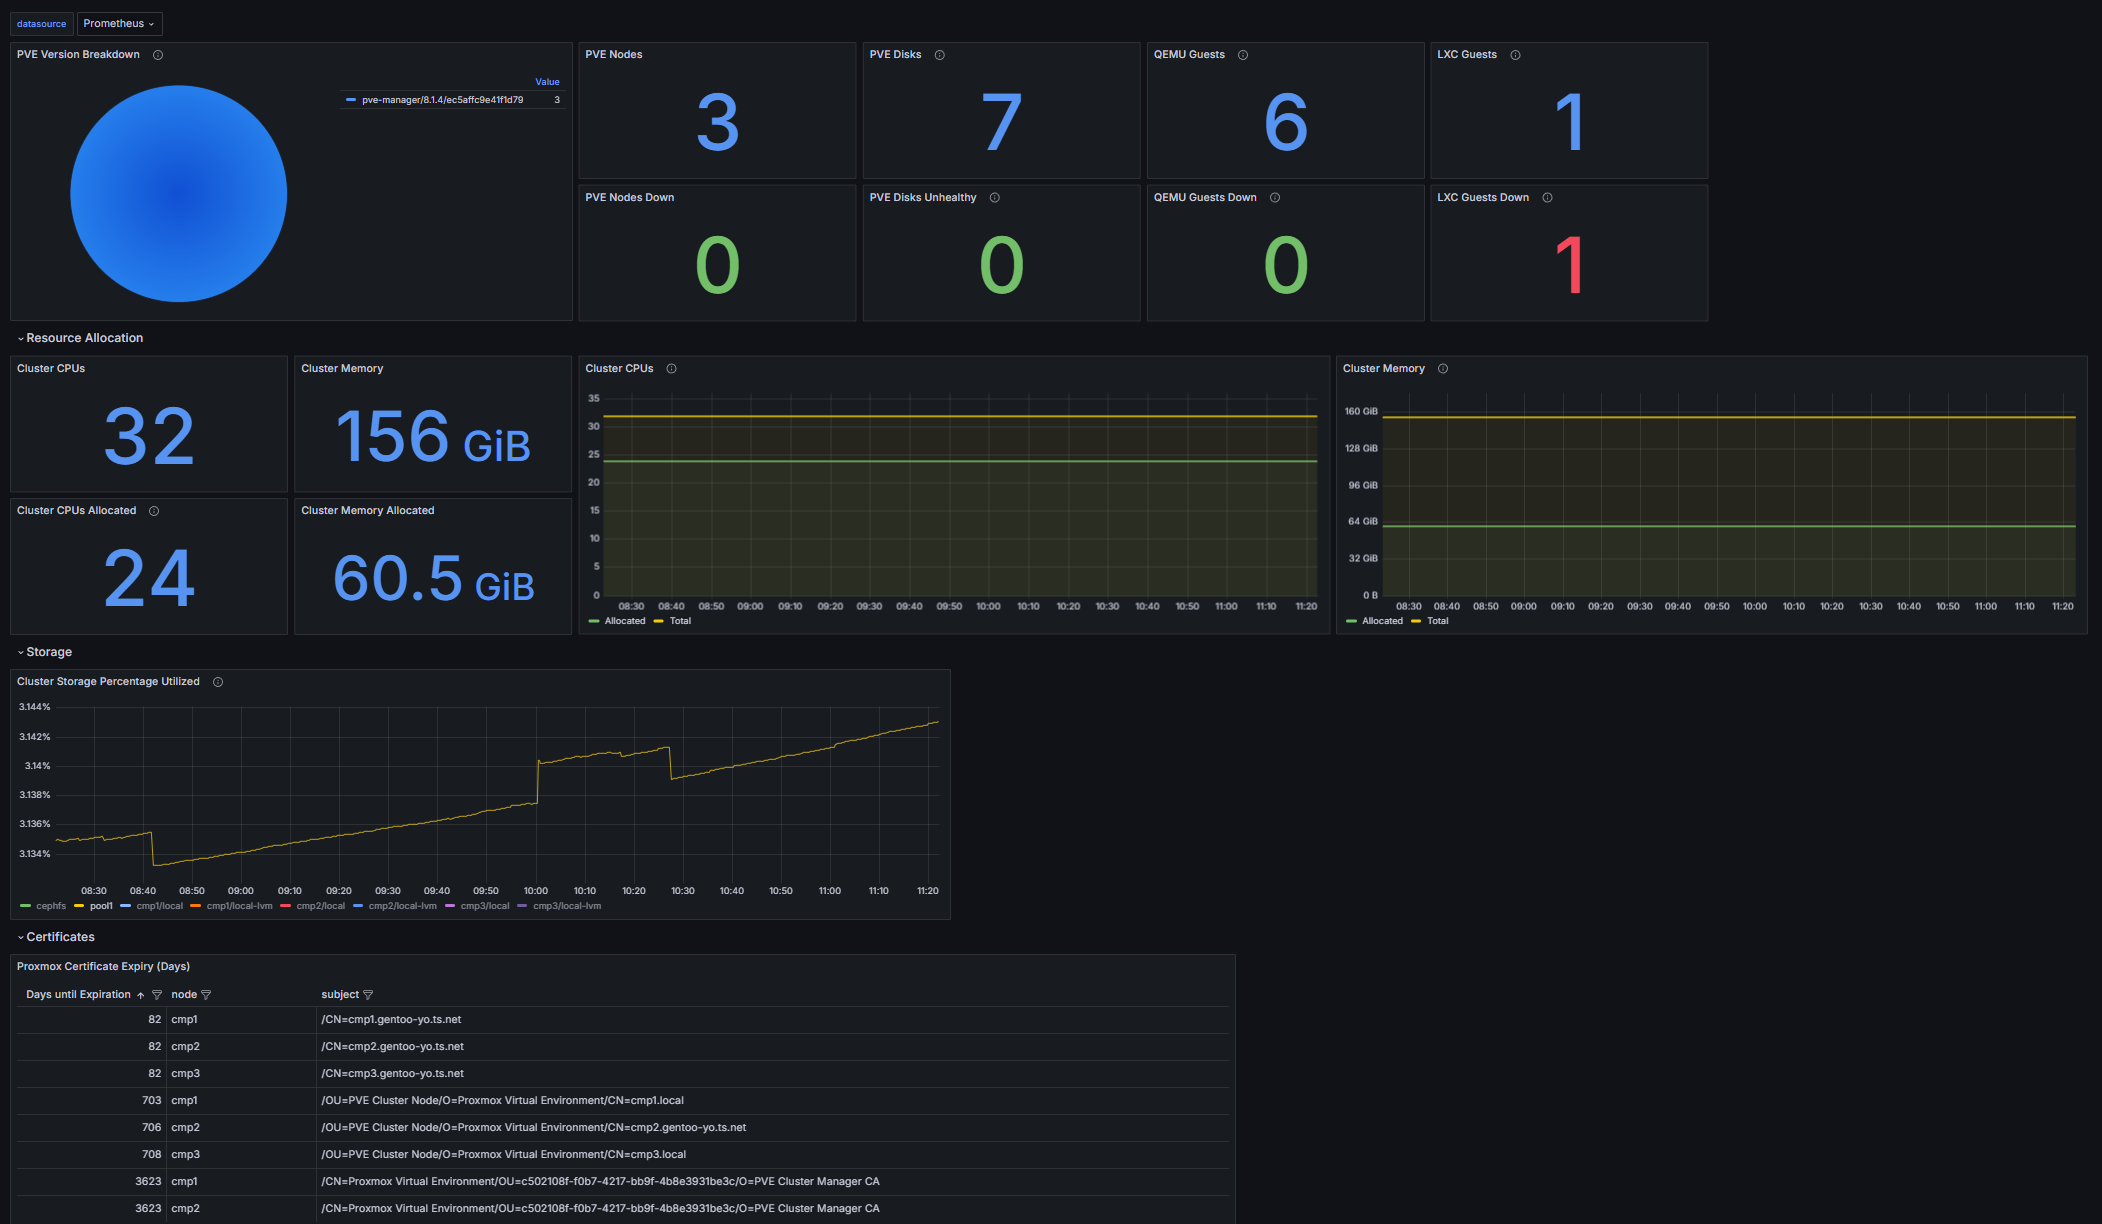 datasource Prometheus
PVE Version Breakdown
Value
pve-manager/8.1.4/ec5affc9e41f1d79 3
PVE Nodes
3
PVE Disks
7
QEMU Guests
6
LXC Guests
1
PVE Nodes Down
0
PVE Disks Unhealthy
0
QEMU Guests Down
0
LXC Guests Down
1
Resource Allocation
Cluster CPUs
32
Cluster Memory
156 GiB
Cluster CPUs Allocated
24
Cluster Memory Allocated
60.5 GiB
Cluster CPUs
35
30
25
20
15
10
5
0
08:30 08:40 08:50 09:00 09:10 09:20 09:30 09:40 09:50 10:00 10:10 10:20 10:30 10:40 10:50 11:00 11:10 11:20
Allocated Total
Cluster Memory
160 GiB
128 GiB
96 GiB
64 GiB
32 GiB
0 B
08:30 08:40 08:50 09:00 09:10 09:20 09:30 09:40 09:50 10:00 10:10 10:20 10:30 10:40 10:50 11:00 11:10 11:20
Allocated Total
Storage
Cluster Storage Percentage Utilized
3.144%
3.142%
3.14%
3.138%
3.136%
3.134%
08:30 08:40 08:50 09:00 09:10 09:20 09:30 09:40 09:50 10:00 10:10 10:20 10:30 10:40 10:50 11:00 11:10 11:20
cephfs pool1 cmp1/local cmp1/local-lvm cmp2/local cmp2/local-lvm cmp3/local cmp3/local-lvm
Certificates
Proxmox Certificate Expiry (Days)
Days until Expiration node subject
82 cmp1 /CN=cmp1.gentoo-yo.ts.net
82 cmp2 /CN=cmp2.gentoo-yo.ts.net
82 cmp3 /CN=cmp3.gentoo-yo.ts.net
703 cmp1 /OU=PVE Cluster Node/O=Proxmox Virtual Environment/CN=cmp1.local
706 cmp2 /OU=PVE Cluster Node/O=Proxmox Virtual Environment/CN=cmp2.gentoo-yo.ts.net
708 cmp3 /OU=PVE Cluster Node/O=Proxmox Virtual Environment/CN=cmp3.local
3623 cmp1 /CN=Proxmox Virtual Environment/OU=c502108f-f0b7-4217-bb9f-4b8e3931be3c/O=PVE Cluster Manager CA
3623 cmp2 /CN=Proxmox Virtual Environment/OU=c502108f-f0b7-4217-bb9f-4b8e3931be3c/O=PVE Cluster Manager CA